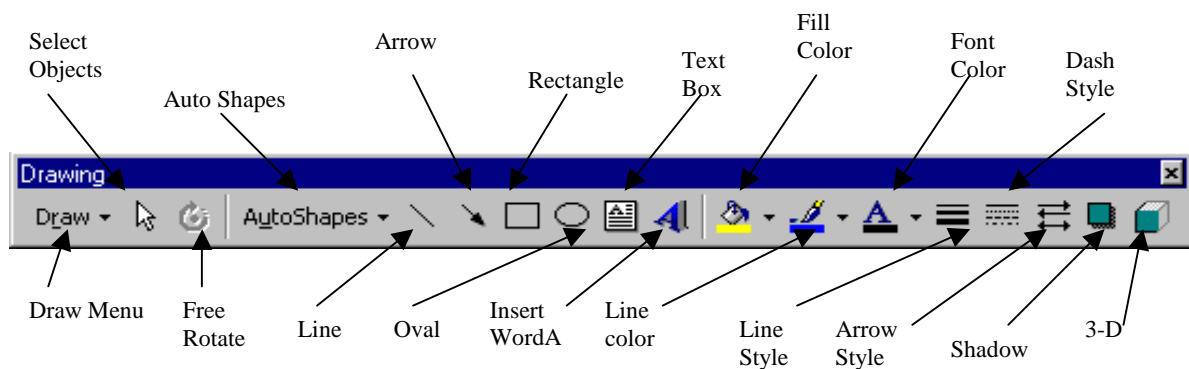 Select
Objects
Auto Shapes
Arrow
Rectangle
Text
Box
Fill
Color
Font
Color
Dash
Style
Drawing
Draw
AutoShapes
Draw Menu
Free
Rotate
Line
Oval
Insert
WordA
Line
color
Line
Style
Arrow
Style
Shadow
3-D